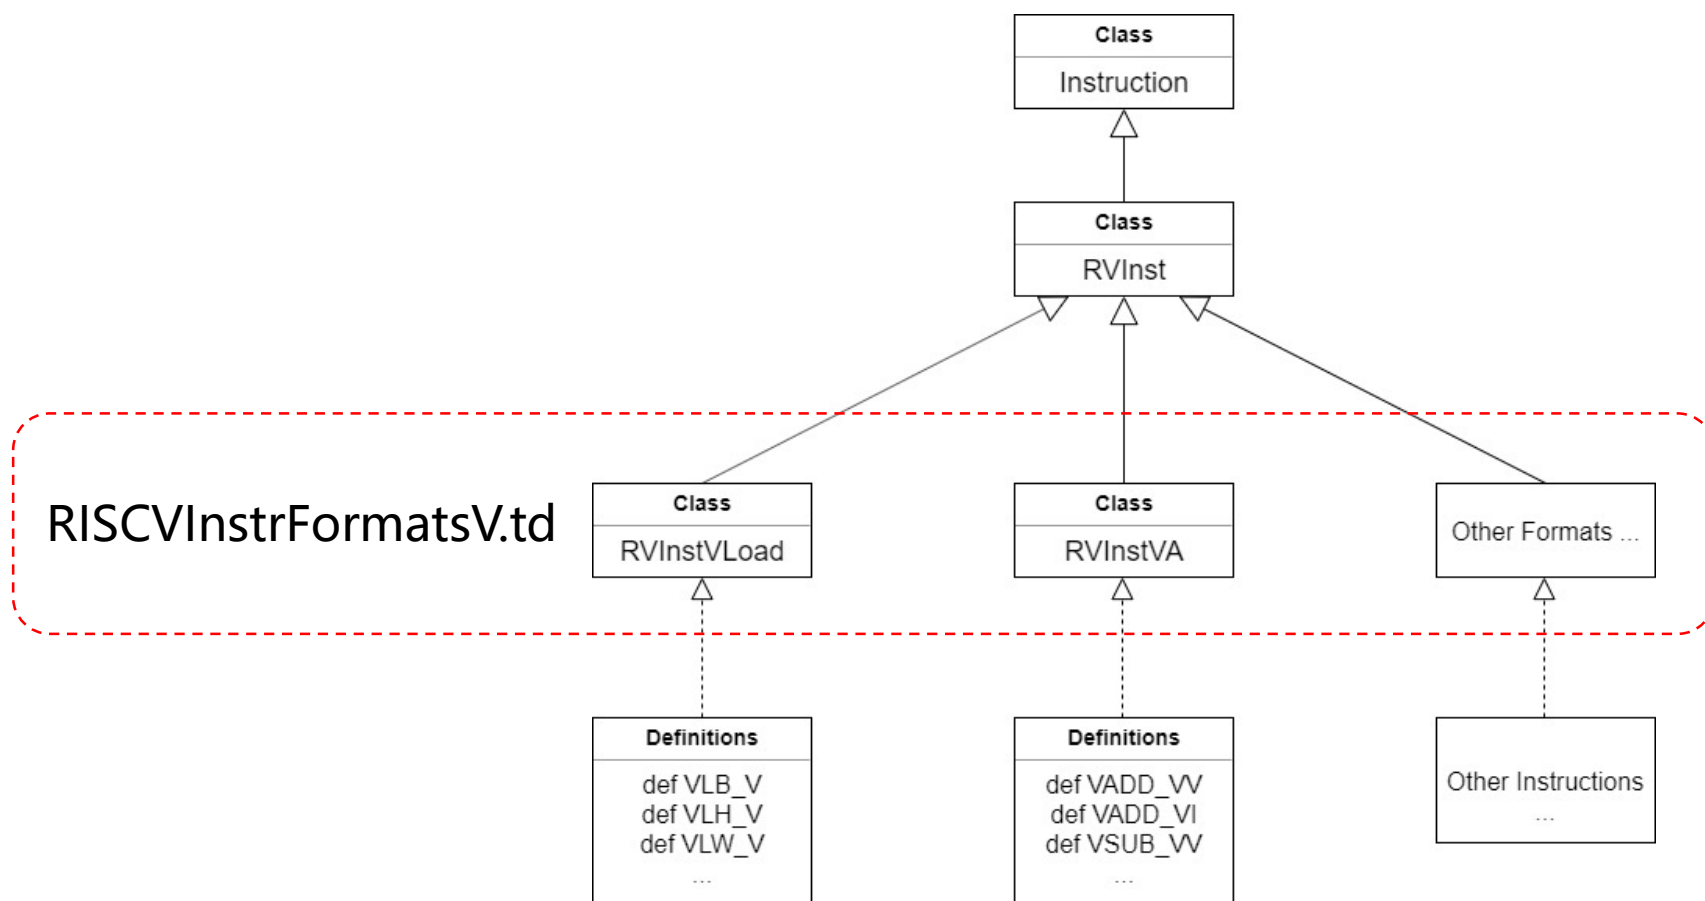 Class
Instruction
Class
RVInst
RISCVInstrFormatsV.td
Class
RVInstVLoad
Class
RVInstVA
Other Formats ...
Definitions
def VLB_V
def VLH_V
def VLW_V
...
Definitions
def VADD_VV
def VADD_VI
def VSUB_VV
...
Other Instructions
...